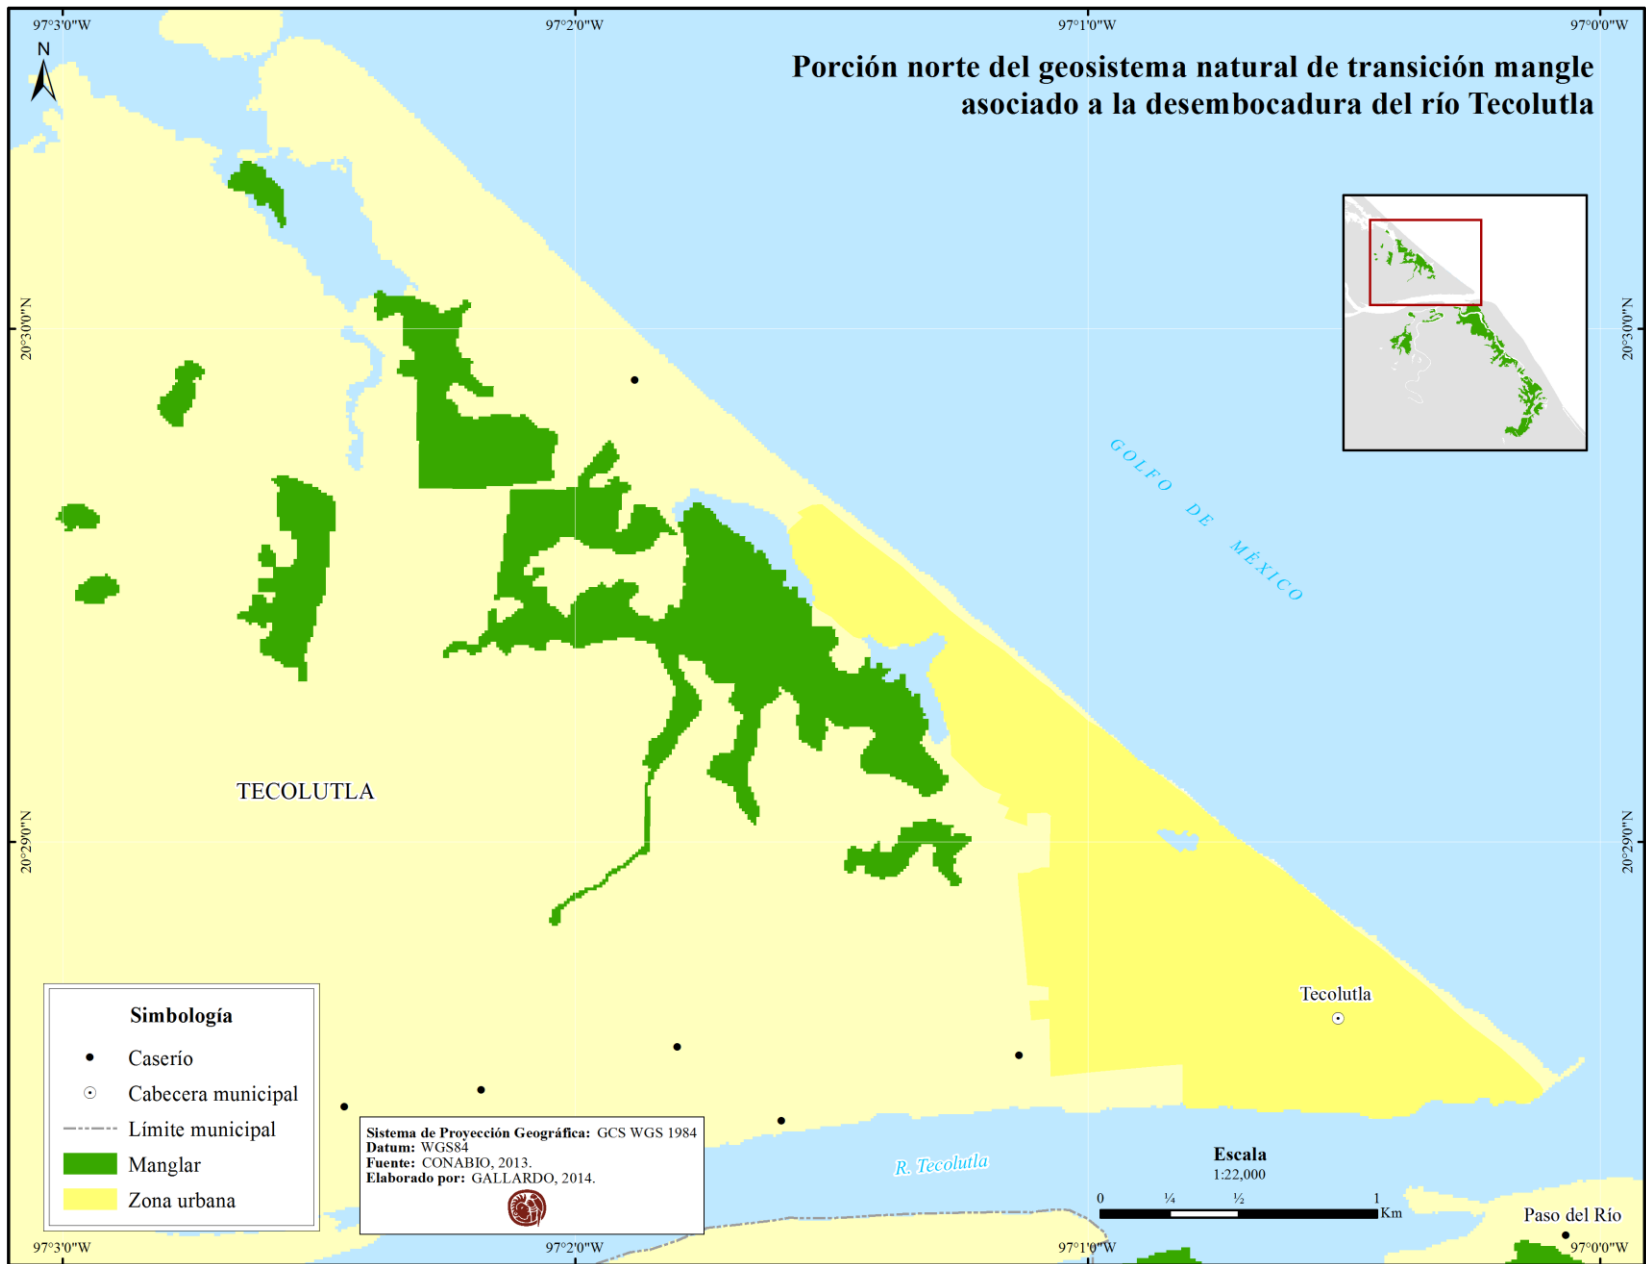 97°3'0"W
97°2'0"W
97°1'0"W
97°0'0"W
N
Porción norte del geosistema natural de transición mangle
asociado a la desembocadura del río Tecolutla
20°30'0"N
20°30'0"N
GOLFO DE MÉXICO
TECOLUTLA
20°29'0"N
20°29'0"N
Tecolutla
Simbología
Caserío
Cabecera municipal
Límite municipal
Manglar
Zona urbana
Sistema de Proyección Geográfica: GCS WGS 1984
Datum: WGS84
Fuente: CONABIO, 2013.
Elaborado por: GALLARDO, 2014.
R. Tecolutla
Escala
1:22,000
0 ¼ ½ 1
Km
Paso del Río
97°3'0"W
97°2'0"W
97°1'0"W
97°0'0"W